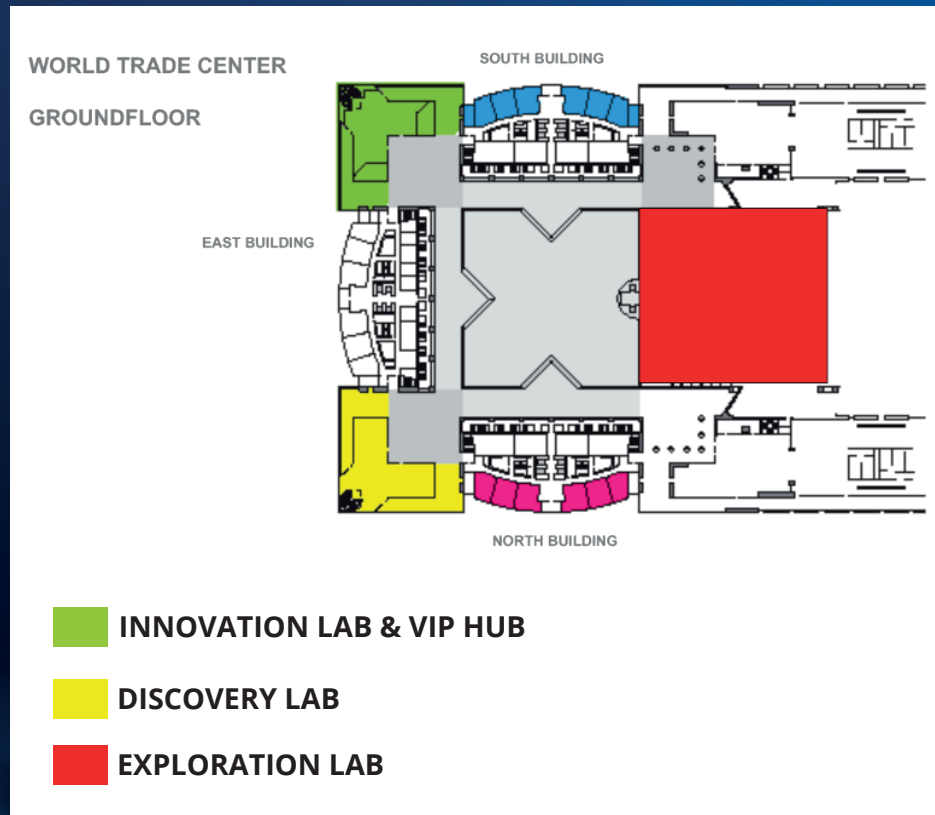 WORLD TRADE CENTER
GROUNDFLOOR
SOUTH BUILDING
EAST BUILDING
NORTH BUILDING
INNOVATION LAB & VIP HUB
DISCOVERY LAB
EXPLORATION LAB